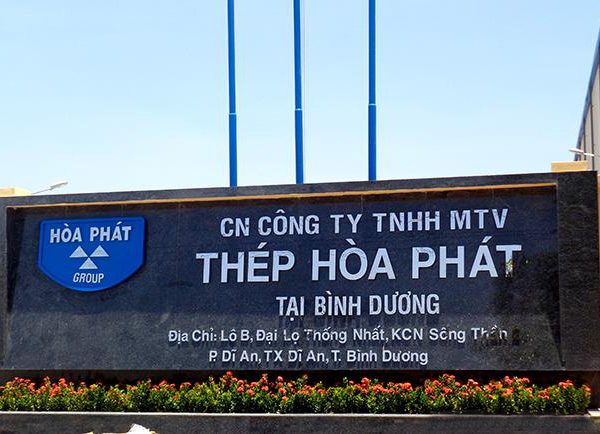 HÒA PHÁT
GROUP
CN CÔNG TY TNHH MTV
THÉP HÒA PHÁT
TẠI BÌNH DƯƠNG
Địa Chỉ: Lô B, Đại Lộ Thống Nhất, KCN Sông Thần
P. Dĩ An, TX Dĩ An, T. Bình Dương